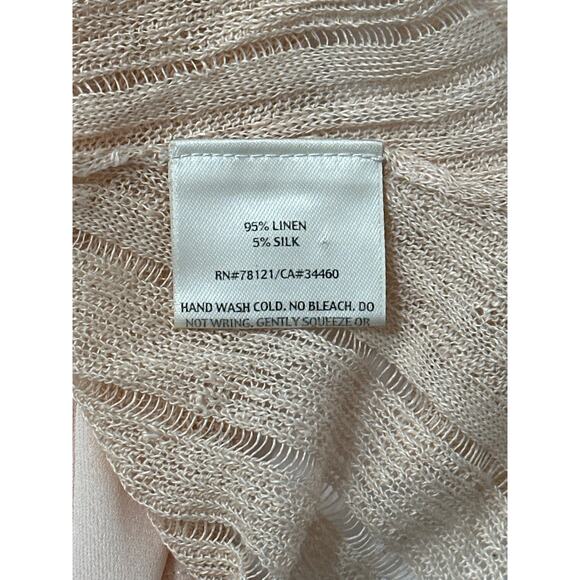 95% LINEN
5% SILK
RN#78121/CA#34460
HAND WASH COLD. NO BLEACH. DO
NOT WRING. GENTLY SQUEEZE OR